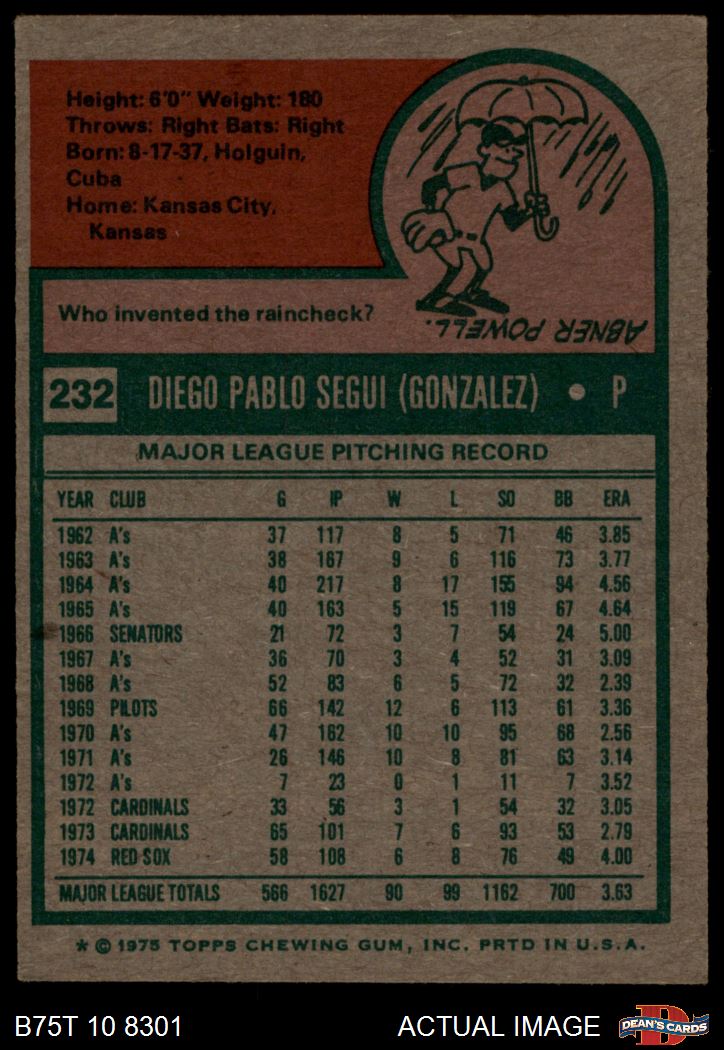 Height: 6'0" Weight: 180
Throws: Right Bats: Right
Born: 8-17-37, Holguin,
Cuba
Home: Kansas City,
Kansas
Who invented the raincheck?
ABNER POWELL.
232 DIEGO PABLO SEGUI (GONZALEZ) • P
MAJOR LEAGUE PITCHING RECORD
YEAR CLUB G IP W L SO BB ERA
1962 A's 37 117 8 5 71 46 3.85
1963 A's 38 167 9 6 116 73 3.77
1964 A's 40 217 8 17 155 94 4.56
1965 A's 40 163 5 15 119 67 4.64
1966 SENATORS 21 72 3 7 54 24 5.00
1967 A's 36 70 3 4 52 31 3.09
1968 A's 52 83 6 5 72 32 2.39
1969 PILOTS 66 142 12 6 113 61 3.36
1970 A's 47 162 10 10 95 68 2.56
1971 A's 26 146 10 8 81 63 3.14
1972 A's 7 23 0 1 11 7 3.52
1972 CARDINALS 33 56 3 1 54 32 3.05
1973 CARDINALS 65 101 7 6 93 53 2.79
1974 RED SOX 58 108 6 8 76 49 4.00
MAJOR LEAGUE TOTALS 566 1627 90 99 1162 700 3.63
* © 1975 TOPPS CHEWING GUM, INC. PRTD IN U.S.A.
B75T 10 8301 ACTUAL IMAGE DEAN'S CARDS